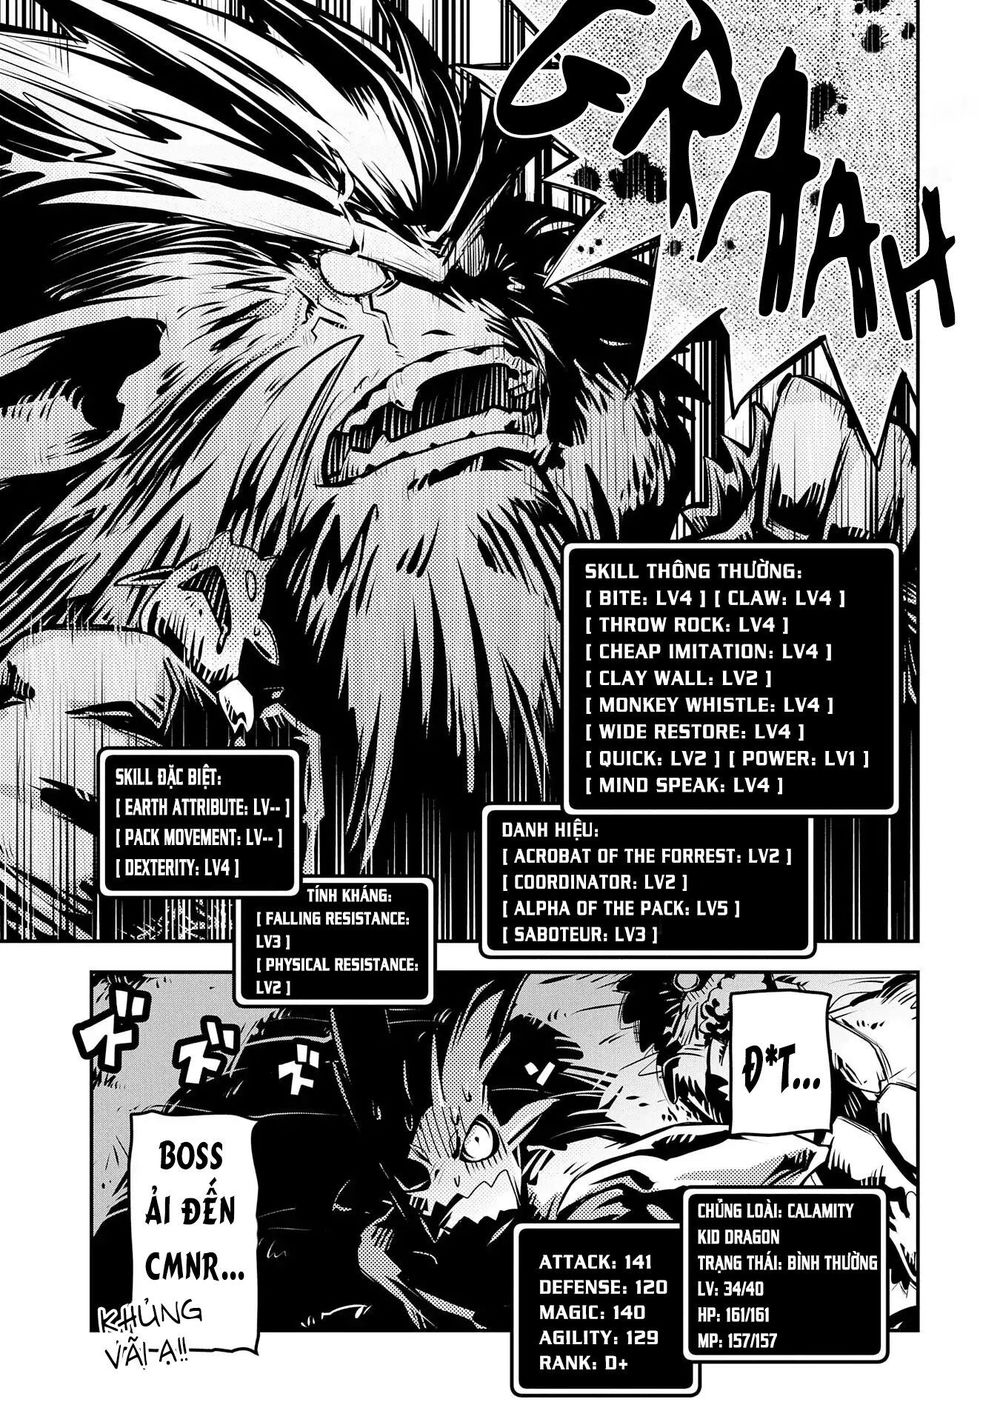 GRAAAH
SKILL THÔNG THƯỜNG:
[ BITE: LV4 ] [ CLAW: LV4 ]
[ THROW ROCK: LV4 ]
[ CHEAP IMITATION: LV4 ]
[ CLAY WALL: LV2 ]
[ MONKEY WHISTLE: LV4 ]
[ WIDE RESTORE: LV4 ]
[ QUICK: LV2 ] [ POWER: LV1 ]
[ MIND SPEAK: LV4 ]
SKILL ĐẶC BIỆT:
[ EARTH ATTRIBUTE: LV-- ]
[ PACK MOVEMENT: LV-- ]
[ DEXTERITY: LV4 ]
DANH HIỆU:
[ ACROBAT OF THE FORREST: LV2 ]
[ COORDINATOR: LV2 ]
[ ALPHA OF THE PACK: LV5 ]
[ SABOTEUR: LV3 ]
TÍNH KHÁNG:
[ FALLING RESISTANCE:
LV3 ]
[ PHYSICAL RESISTANCE:
LV2 ]
Đ*T...
ズズズ
BOSS
ẢI ĐẾN
CMNR...
KHỦNG
VÃI Ạ!!
CHỦNG LOÀI: CALAMITY
KID DRAGON
TRẠNG THÁI: BÌNH THƯỜNG
LV: 34/40
HP: 161/161
MP: 157/157
ATTACK: 141
DEFENSE: 120
MAGIC: 140
AGILITY: 129
RANK: D+